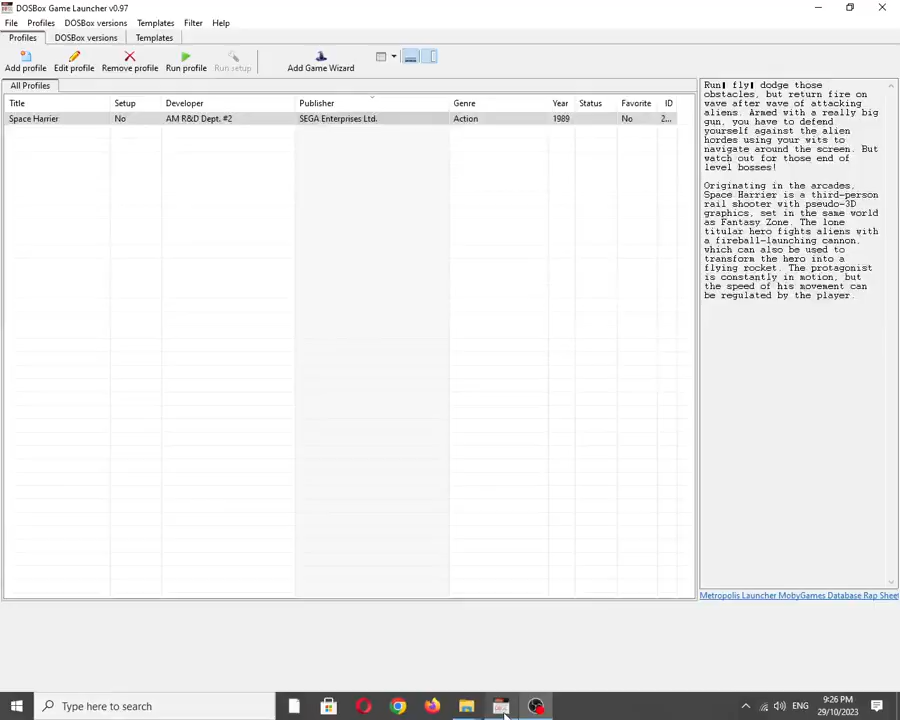 DOSBox Game Launcher v0.97
File Profiles DOSBox versions Templates Filter Help
Profiles DOSBox versions Templates
Add profile Edit profile Remove profile Run profile Run setup Add Game Wizard
All Profiles
Title Setup Developer Publisher Genre Year Status Favorite ID
Space Harrier No AM R&D Dept. #2 SEGA Enterprises Ltd. Action 1989 No 2...
Run! fly! dodge those
obstacles, but return fire on
wave after wave of attacking
aliens. Armed with a really big
gun, you have to defend
yourself against the alien
hordes using your wits to
navigate around the screen. But
watch out for those end of
level bosses!
Originating in the arcades,
Space Harrier is a third-person
rail shooter with pseudo-3D
graphics, set in the same world
as Fantasy Zone. The lone
titular hero fights aliens with
a fireball-launching cannon,
which can also be used to
transform the hero into a
flying rocket. The protagonist
is constantly in motion, but
the speed of his movement can
be regulated by the player.
Metropolis Launcher MobyGames Database Rap Sheet
Type here to search
ENG
9:26 PM
29/10/2023